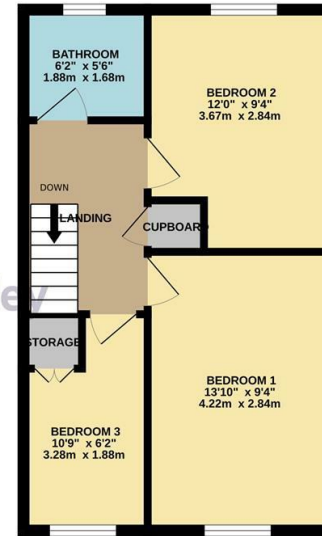 BATHROOM
6'2" x 5'6"
1.88m x 1.68m
BEDROOM 2
12'0" x 9'4"
3.67m x 2.84m
DOWN
LANDING
CUPBOARD
STORAGE
BEDROOM 1
13'10" x 9'4"
4.22m x 2.84m
BEDROOM 3
10'9" x 6'2"
3.28m x 1.88m